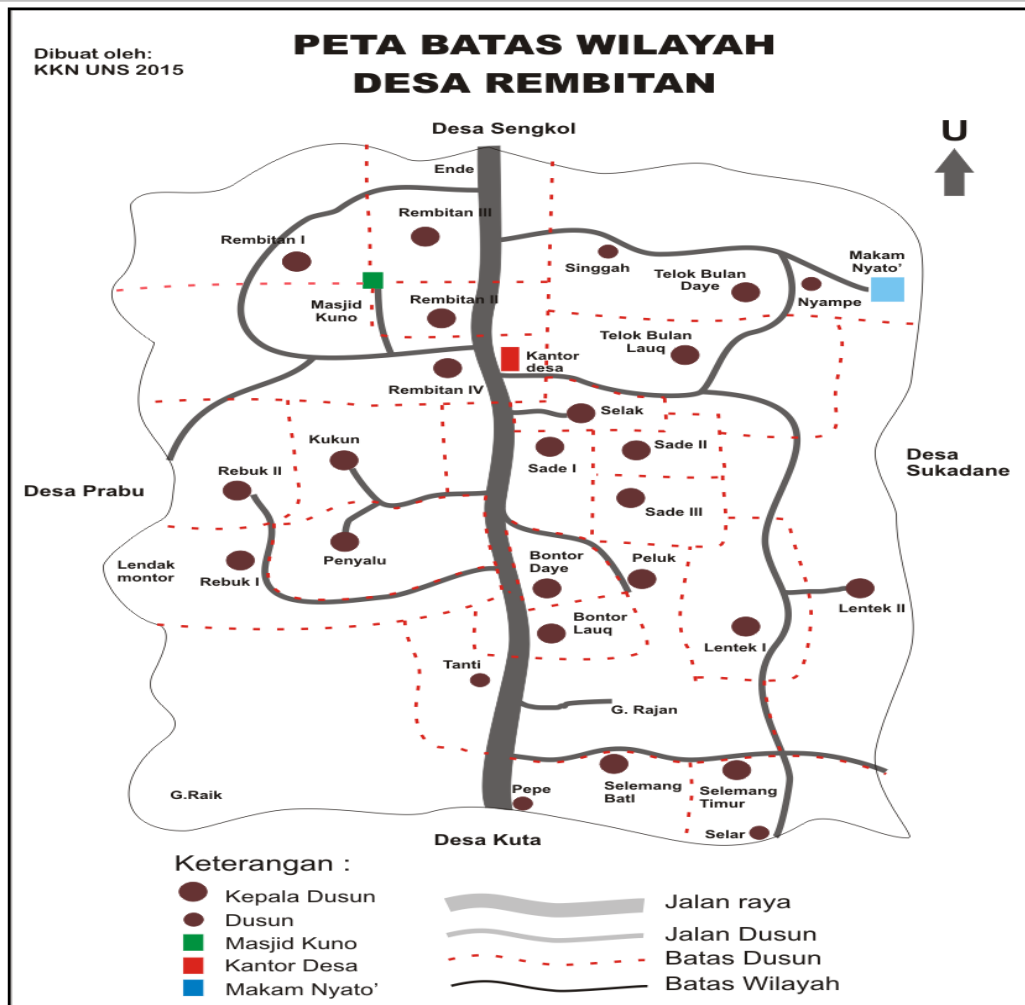 Dibuat oleh:
KKN UNS 2015
PETA BATAS WILAYAH
DESA REMBITAN
U
Desa Sengkol
Ende
Rembitan III
Rembitan I
Singgah
Makam
Nyato'
Telok Bulan
Daye
Nyampe
Masjid
Kuno
Rembitan II
Telok Bulan
Lauq
Kantor
desa
Rembitan IV
Selak
Kukun
Sade I
Sade II
Desa
Sukadane
Rebuk II
Desa Prabu
Sade III
Lendak
montor
Rebuk I
Penyalu
Bontor
Daye
Peluk
Lentek II
Bontor
Lauq
Lentek I
Tanti
G. Rajan
G.Raik
Pepe
Selemang
Batl
Selemang
Timur
Selar
Desa Kuta
Keterangan :
Kepala Dusun
Dusun
Masjid Kuno
Kantor Desa
Makam Nyato'
Jalan raya
Jalan Dusun
Batas Dusun
Batas Wilayah